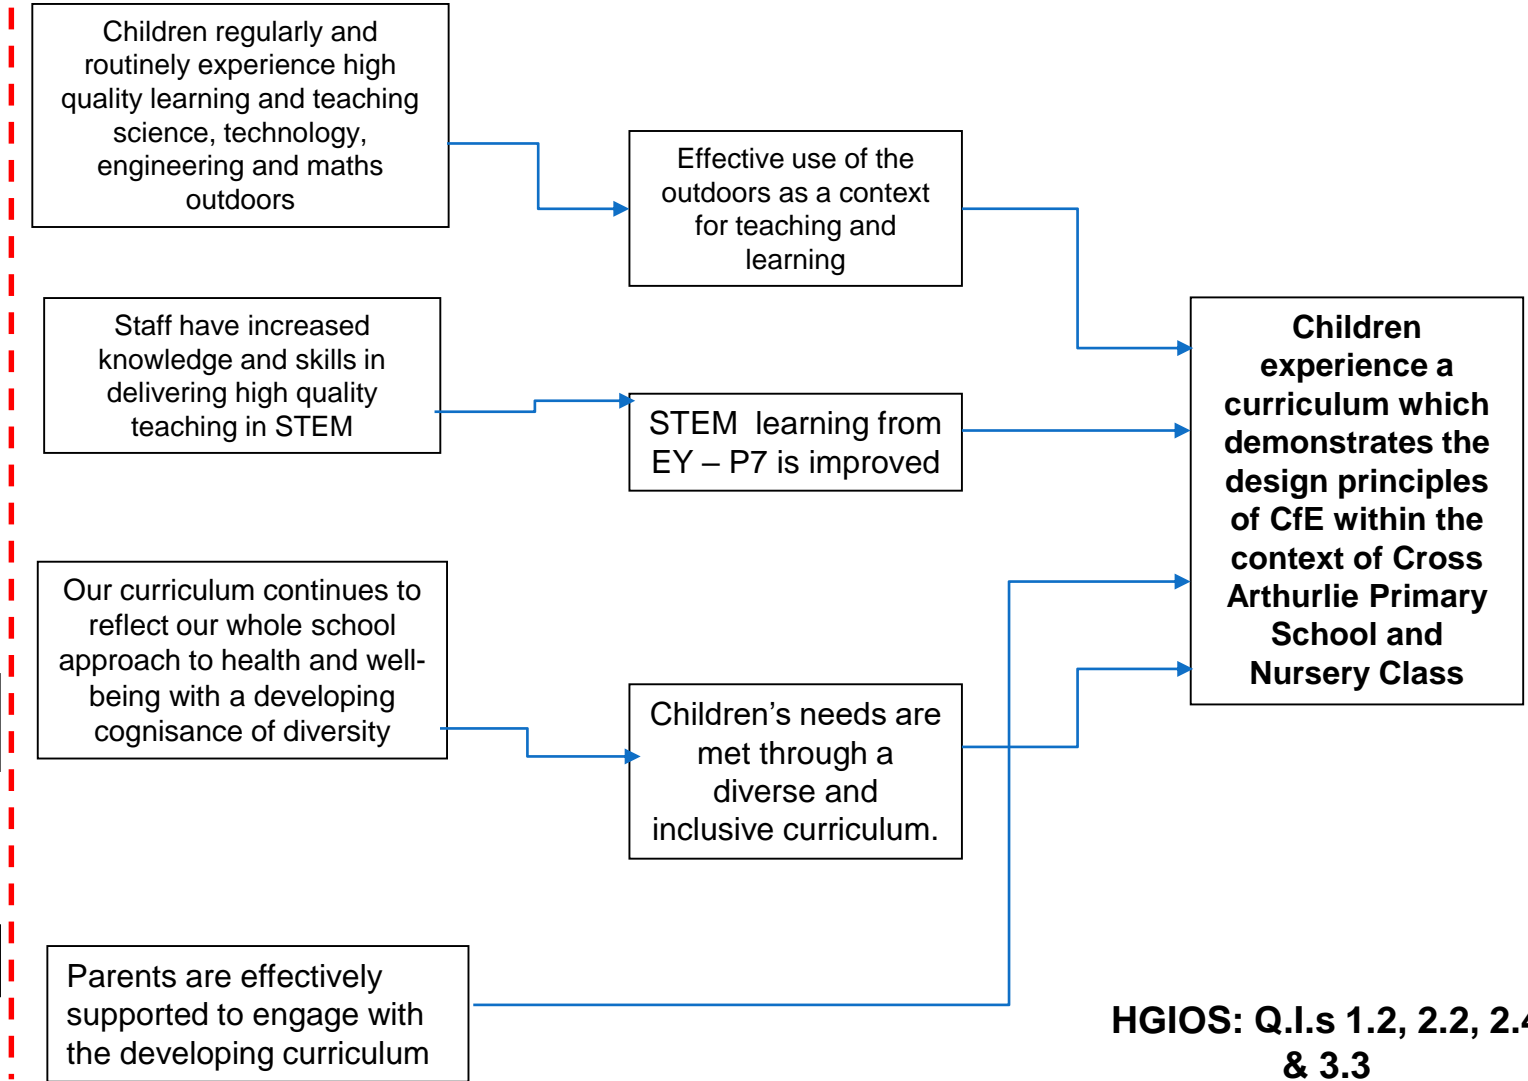 Children regularly and
routinely experience high
quality learning and teaching
science, technology,
engineering and maths
outdoors
Effective use of the
outdoors as a context
for teaching and
learning
Staff have increased
knowledge and skills in
delivering high quality
teaching in STEM
STEM  learning from
EY – P7 is improved
Children
experience a
curriculum which
demonstrates the
design principles
of CfE within the
context of Cross
Arthurlie Primary
School and
Nursery Class
Our curriculum continues to
reflect our whole school
approach to health and well-
being with a developing
cognisance of diversity
Children’s needs are
met through a
diverse and
inclusive curriculum.
Parents are effectively
supported to engage with
the developing curriculum
HGIOS: Q.I.s 1.2, 2.2, 2.4
& 3.3